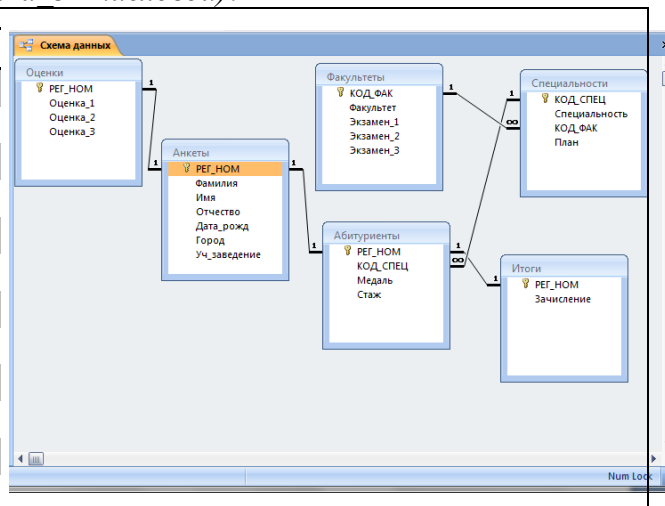 Схема данных
Оценки
РЕГ_НОМ
Оценка_1
Оценка_2
Оценка_3
1
1
Анкеты
РЕГ_НОМ
Фамилия
Имя
Отчество
Дата_рожд
Город
Уч_заведение
1
1
Факультеты
КОД_ФАК
Факультет
Экзамен_1
Экзамен_2
Экзамен_3
1
∞
Абитуриенты
РЕГ_НОМ
КОД_СПЕЦ
Медаль
Стаж
1
∞
1
Специальности
КОД_СПЕЦ
Специальность
КОД_ФАК
План
1
Итоги
РЕГ_НОМ
Зачисление
Num Lock